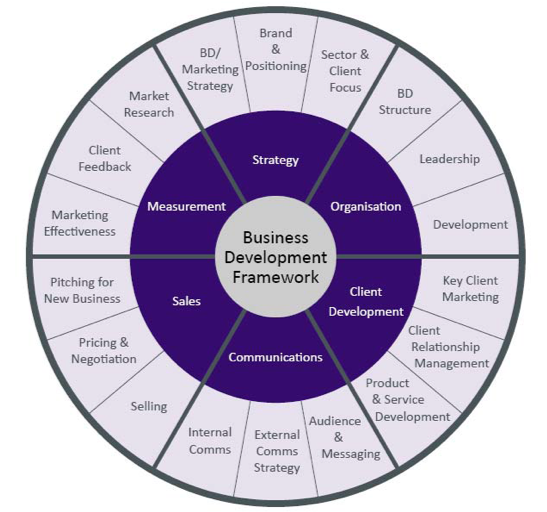 Brand
&
Positioning
Sector &
Client
Focus
BD
Structure
Leadership
Development
Key Client
Marketing
Client
Relationship
Management
Product
& Service
Development
Audience
&
Messaging
External
Comms
Strategy
Internal
Comms
Selling
Pricing &
Negotiation
Pitching for
New Business
Marketing
Effectiveness
Client
Feedback
Market
Research
BD/
Marketing
Strategy
Strategy
Organisation
Client
Development
Communications
Sales
Measurement
Business
Development
Framework